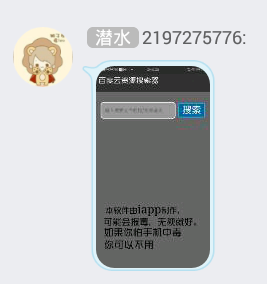 潜水 2197275776:
百度云资源搜索器
搜索
本软件由iapp制作,
可能会报毒，无视就好。
如果你怕手机中毒
你可以不用